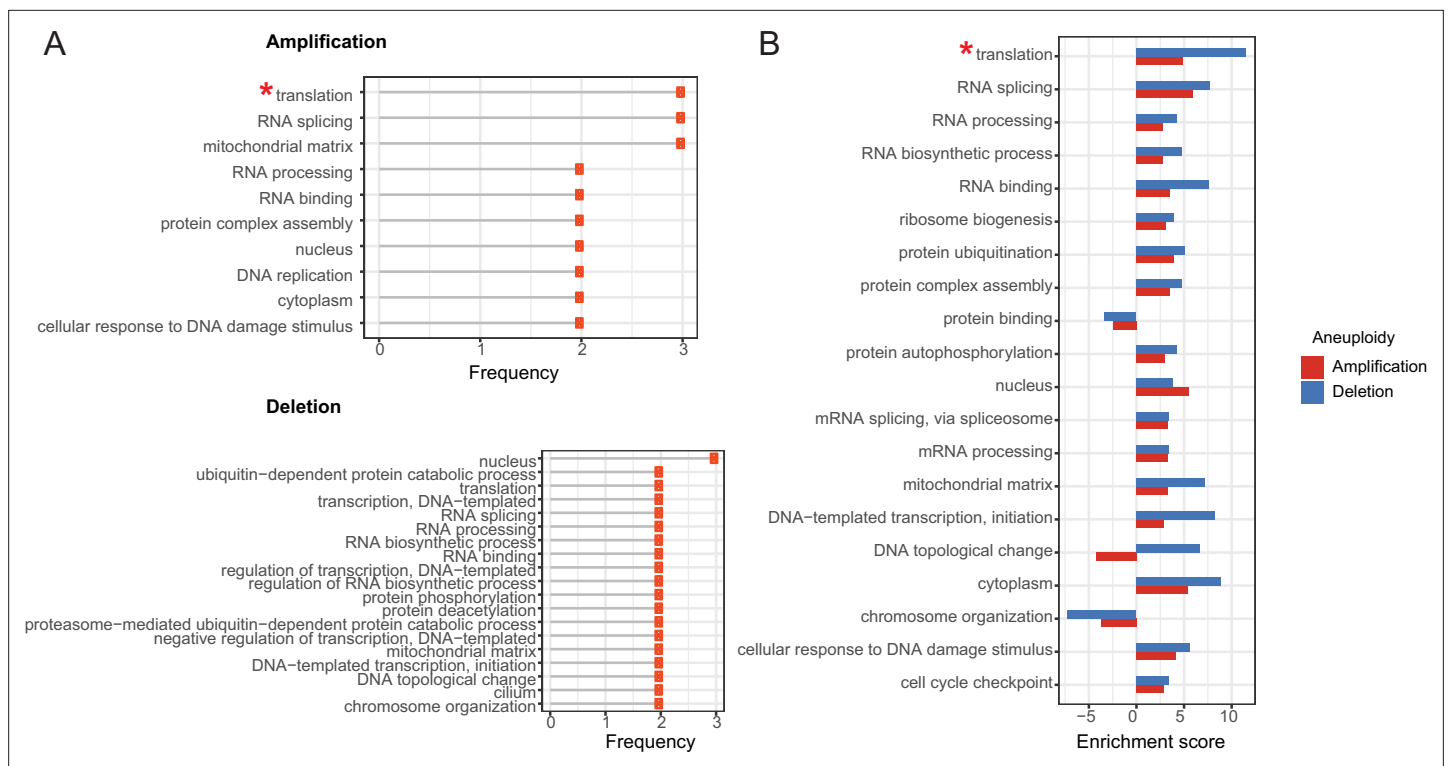 A
Amplification
* translation
RNA splicing
mitochondrial matrix
RNA processing
RNA binding
protein complex assembly
nucleus
DNA replication
cytoplasm
cellular response to DNA damage stimulus
0 1 2 3
Frequency
Deletion
nucleus
ubiquitin−dependent protein catabolic process
translation
transcription, DNA−templated
RNA splicing
RNA processing
RNA biosynthetic process
RNA binding
regulation of transcription, DNA−templated
regulation of RNA biosynthetic process
protein phosphorylation
protein deacetylation
proteasome−mediated ubiquitin−dependent protein catabolic process
negative regulation of transcription, DNA−templated
mitochondrial matrix
DNA−templated transcription, initiation
DNA topological change
cilium
chromosome organization
0 1 2 3
Frequency
B
* translation
RNA splicing
RNA processing
RNA biosynthetic process
RNA binding
ribosome biogenesis
protein ubiquitination
protein complex assembly
protein binding
protein autophosphorylation
nucleus
mRNA splicing, via spliceosome
mRNA processing
mitochondrial matrix
DNA−templated transcription, initiation
DNA topological change
cytoplasm
chromosome organization
cellular response to DNA damage stimulus
cell cycle checkpoint
−5 0 5 10
Enrichment score
Aneuploidy
Amplification
Deletion